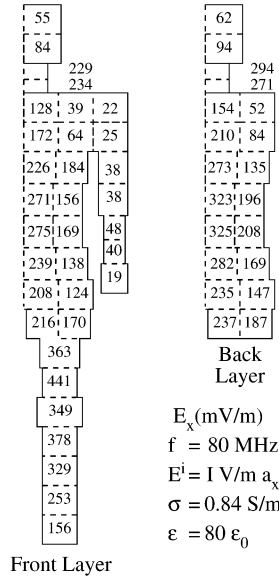 55 62
84 94
229 294
234 271
128 39 22 154 52
172 64 25 210 84
226 184 38 273 135
271 156 38 323 196
275 169 48 325 208
40
239 138 19 282 169
208 124 235 147
216 170 237 187
363
441
349
378
329
253
156
Front Layer
Back
Layer
Eₓ(mV/m)
f = 80 MHz
Eⁱ = I V/m aₓ
σ = 0.84 S/m
ε = 80 ε₀